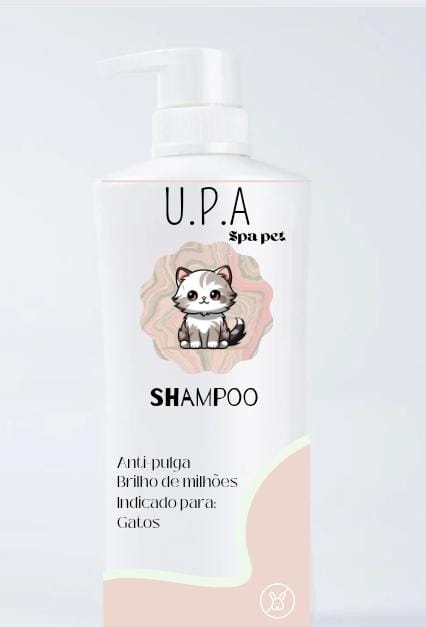 U.P.A
Spa pet
SHAMPOO
Anti-pulga
Brilho de milhões
Indicado para:
Gatos